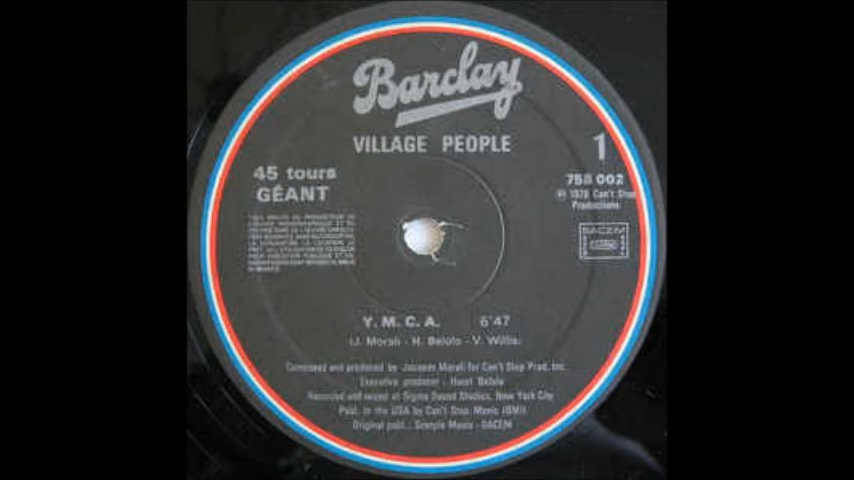 Barclay
VILLAGE PEOPLE
1
45 tours
GÉANT
758 002
℗ 1978 Can't Stop
Productions
SACEM
Y. M. C. A. 6'47
(J. Morali - H. Belolo - V. Willis)
Composed and produced by Jacques Morali for Can't Stop Prod. Inc.
Executive producer : Henri Belolo
Recorded and mixed at Sigma Sound Studios, New York City
Publ. in the USA by Can't Stop Music (BMI)
Original publ. : Scorpio Music - SACEM